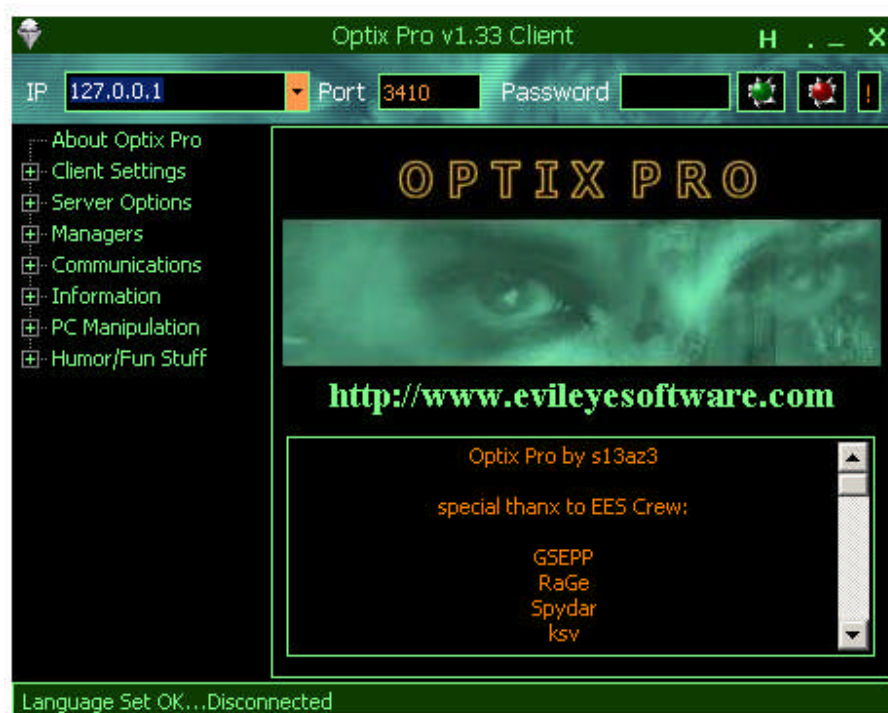 Optix Pro v1.33 Client H . _ X
IP 127.0.0.1 Port 3410 Password !
About Optix Pro
Client Settings
Server Options
Managers
Communications
Information
PC Manipulation
Humor/Fun Stuff
OPTIX PRO
http://www.evileyesoftware.com
Optix Pro by s13az3
special thanx to EES Crew:
GSEPP
RaGe
Spydar
ksv
Language Set OK...Disconnected